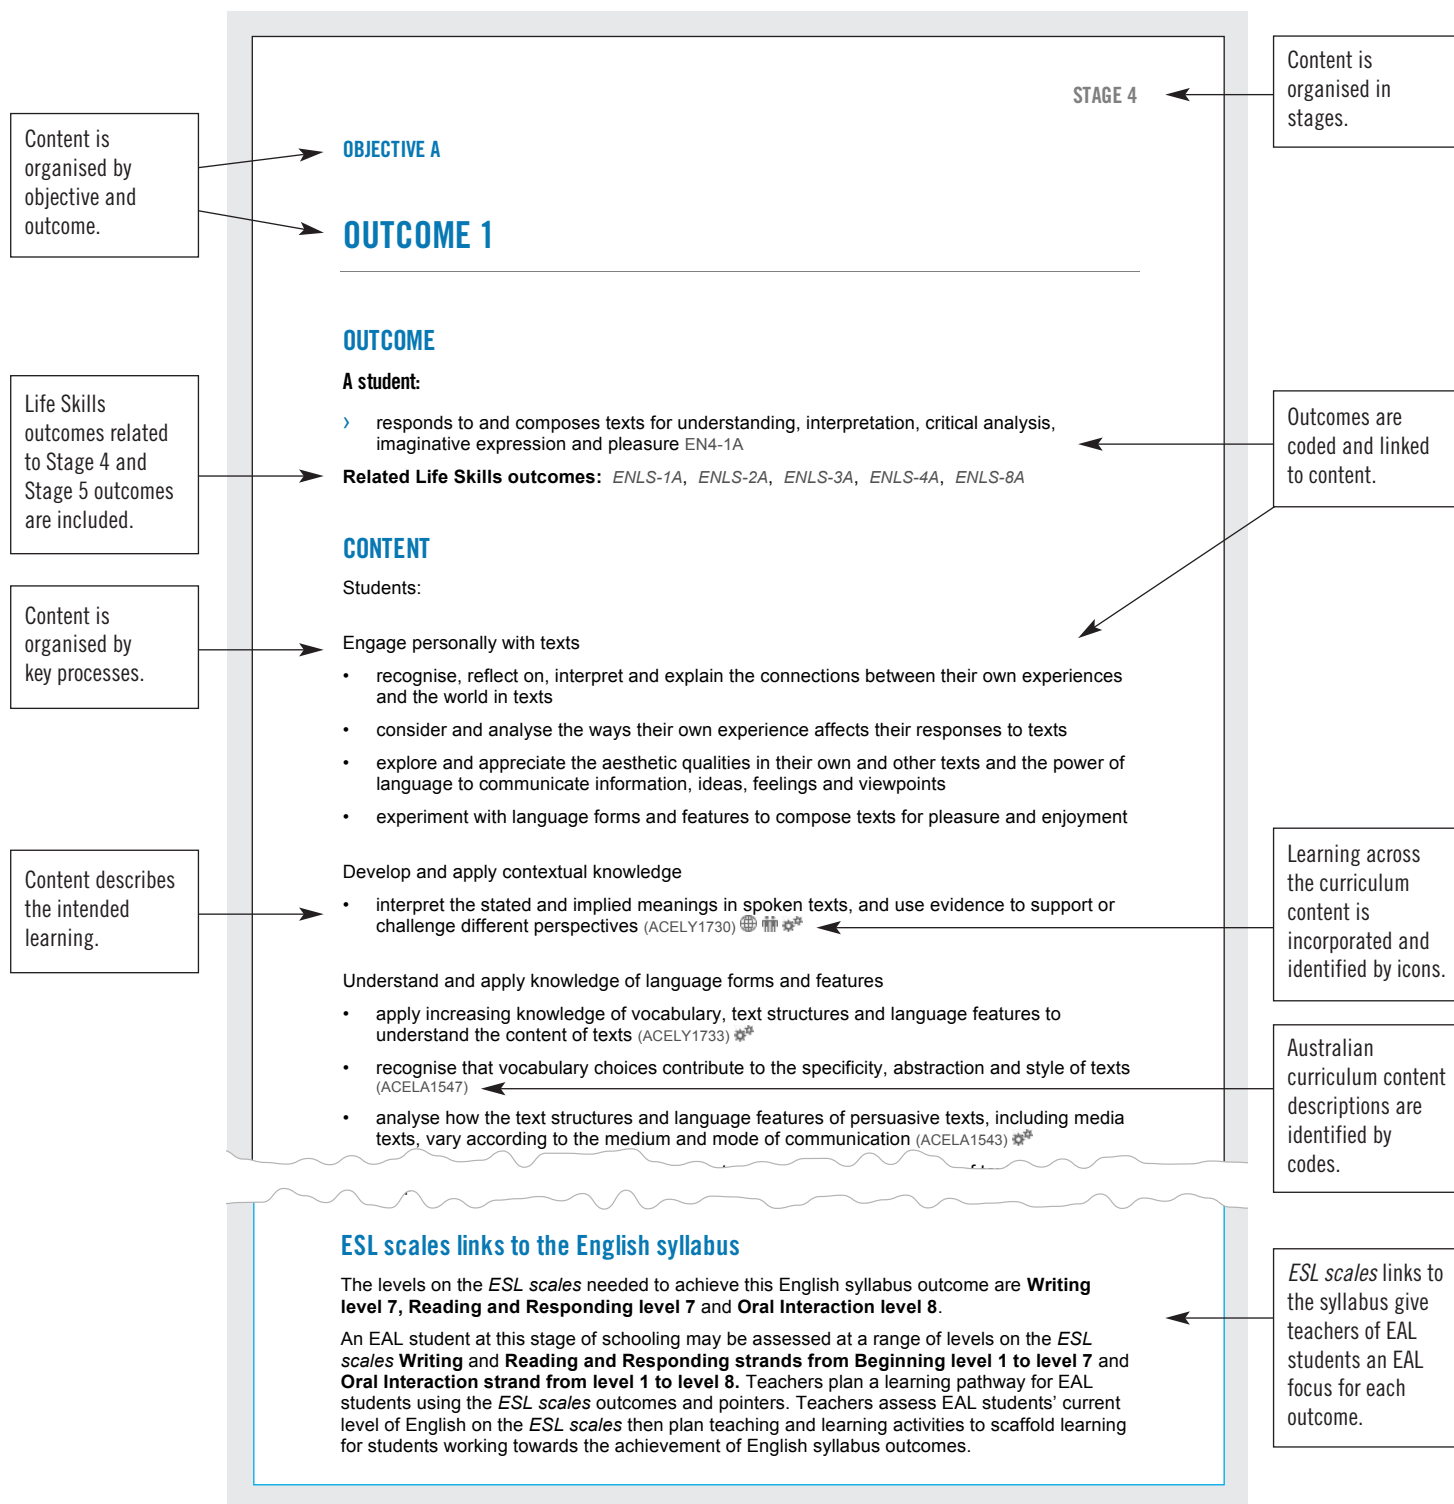 Content is
organised by
objective and
outcome.
Life Skills
outcomes related
to Stage 4 and
Stage 5 outcomes
are included.
Content is
organised by
key processes.
Content describes
the intended
learning.
STAGE 4
OBJECTIVE A
OUTCOME 1
OUTCOME
A student:
› responds to and composes texts for understanding, interpretation, critical analysis,
imaginative expression and pleasure EN4-1A
Related Life Skills outcomes: ENLS-1A, ENLS-2A, ENLS-3A, ENLS-4A, ENLS-8A
CONTENT
Students:
Engage personally with texts
• recognise, reflect on, interpret and explain the connections between their own experiences
and the world in texts
• consider and analyse the ways their own experience affects their responses to texts
• explore and appreciate the aesthetic qualities in their own and other texts and the power of
language to communicate information, ideas, feelings and viewpoints
• experiment with language forms and features to compose texts for pleasure and enjoyment
Develop and apply contextual knowledge
• interpret the stated and implied meanings in spoken texts, and use evidence to support or
challenge different perspectives (ACELY1730)
Understand and apply knowledge of language forms and features
• apply increasing knowledge of vocabulary, text structures and language features to
understand the content of texts (ACELY1733)
• recognise that vocabulary choices contribute to the specificity, abstraction and style of texts
(ACELA1547)
• analyse how the text structures and language features of persuasive texts, including media
texts, vary according to the medium and mode of communication (ACELA1543)
ESL scales links to the English syllabus
The levels on the ESL scales needed to achieve this English syllabus outcome are Writing
level 7, Reading and Responding level 7 and Oral Interaction level 8.
An EAL student at this stage of schooling may be assessed at a range of levels on the ESL
scales Writing and Reading and Responding strands from Beginning level 1 to level 7 and
Oral Interaction strand from level 1 to level 8. Teachers plan a learning pathway for EAL
students using the ESL scales outcomes and pointers. Teachers assess EAL students' current
level of English on the ESL scales then plan teaching and learning activities to scaffold learning
for students working towards the achievement of English syllabus outcomes.
Content is
organised in
stages.
Outcomes are
coded and linked
to content.
Learning across
the curriculum
content is
incorporated and
identified by icons.
Australian
curriculum content
descriptions are
identified by
codes.
ESL scales links to
the syllabus give
teachers of EAL
students an EAL
focus for each
outcome.